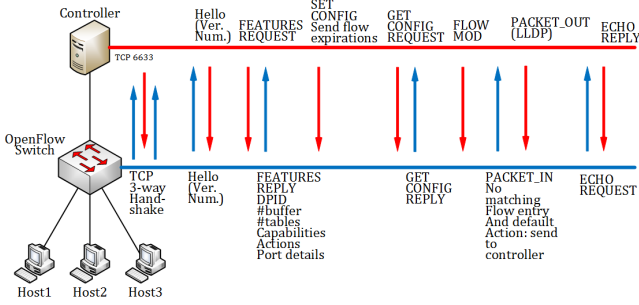 Controller
TCP 6633
Hello
(Ver.
Num.)
FEATURES
REQUEST
SET
CONFIG
Send flow
expirations
GET
CONFIG
REQUEST
FLOW
MOD
PACKET_OUT
(LLDP)
ECHO
REPLY
OpenFlow
Switch
TCP
3-way
Hand-
shake
Hello
(Ver.
Num.)
FEATURES
REPLY
DPID
#buffer
#tables
Capabilities
Actions
Port details
GET
CONFIG
REPLY
PACKET_IN
No
matching
Flow entry
And default
Action: send
to
controller
ECHO
REQUEST
Host1
Host2
Host3